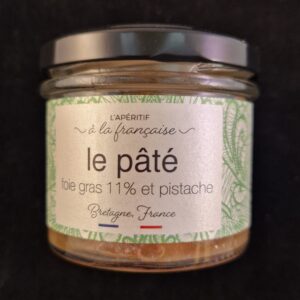 L'APÉRITIF
à la française
le pâté
foie gras 11% et pistache
Bretagne, France